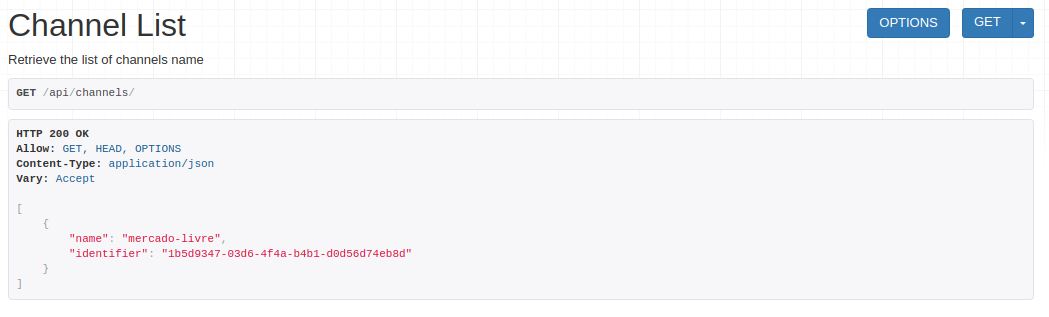 Channel List
OPTIONS
GET
Retrieve the list of channels name
GET /api/channels/
HTTP 200 OK
Allow: GET, HEAD, OPTIONS
Content-Type: application/json
Vary: Accept
[
    {
        "name": "mercado-livre",
        "identifier": "1b5d9347-03d6-4f4a-b4b1-d0d56d74eb8d"
    }
]